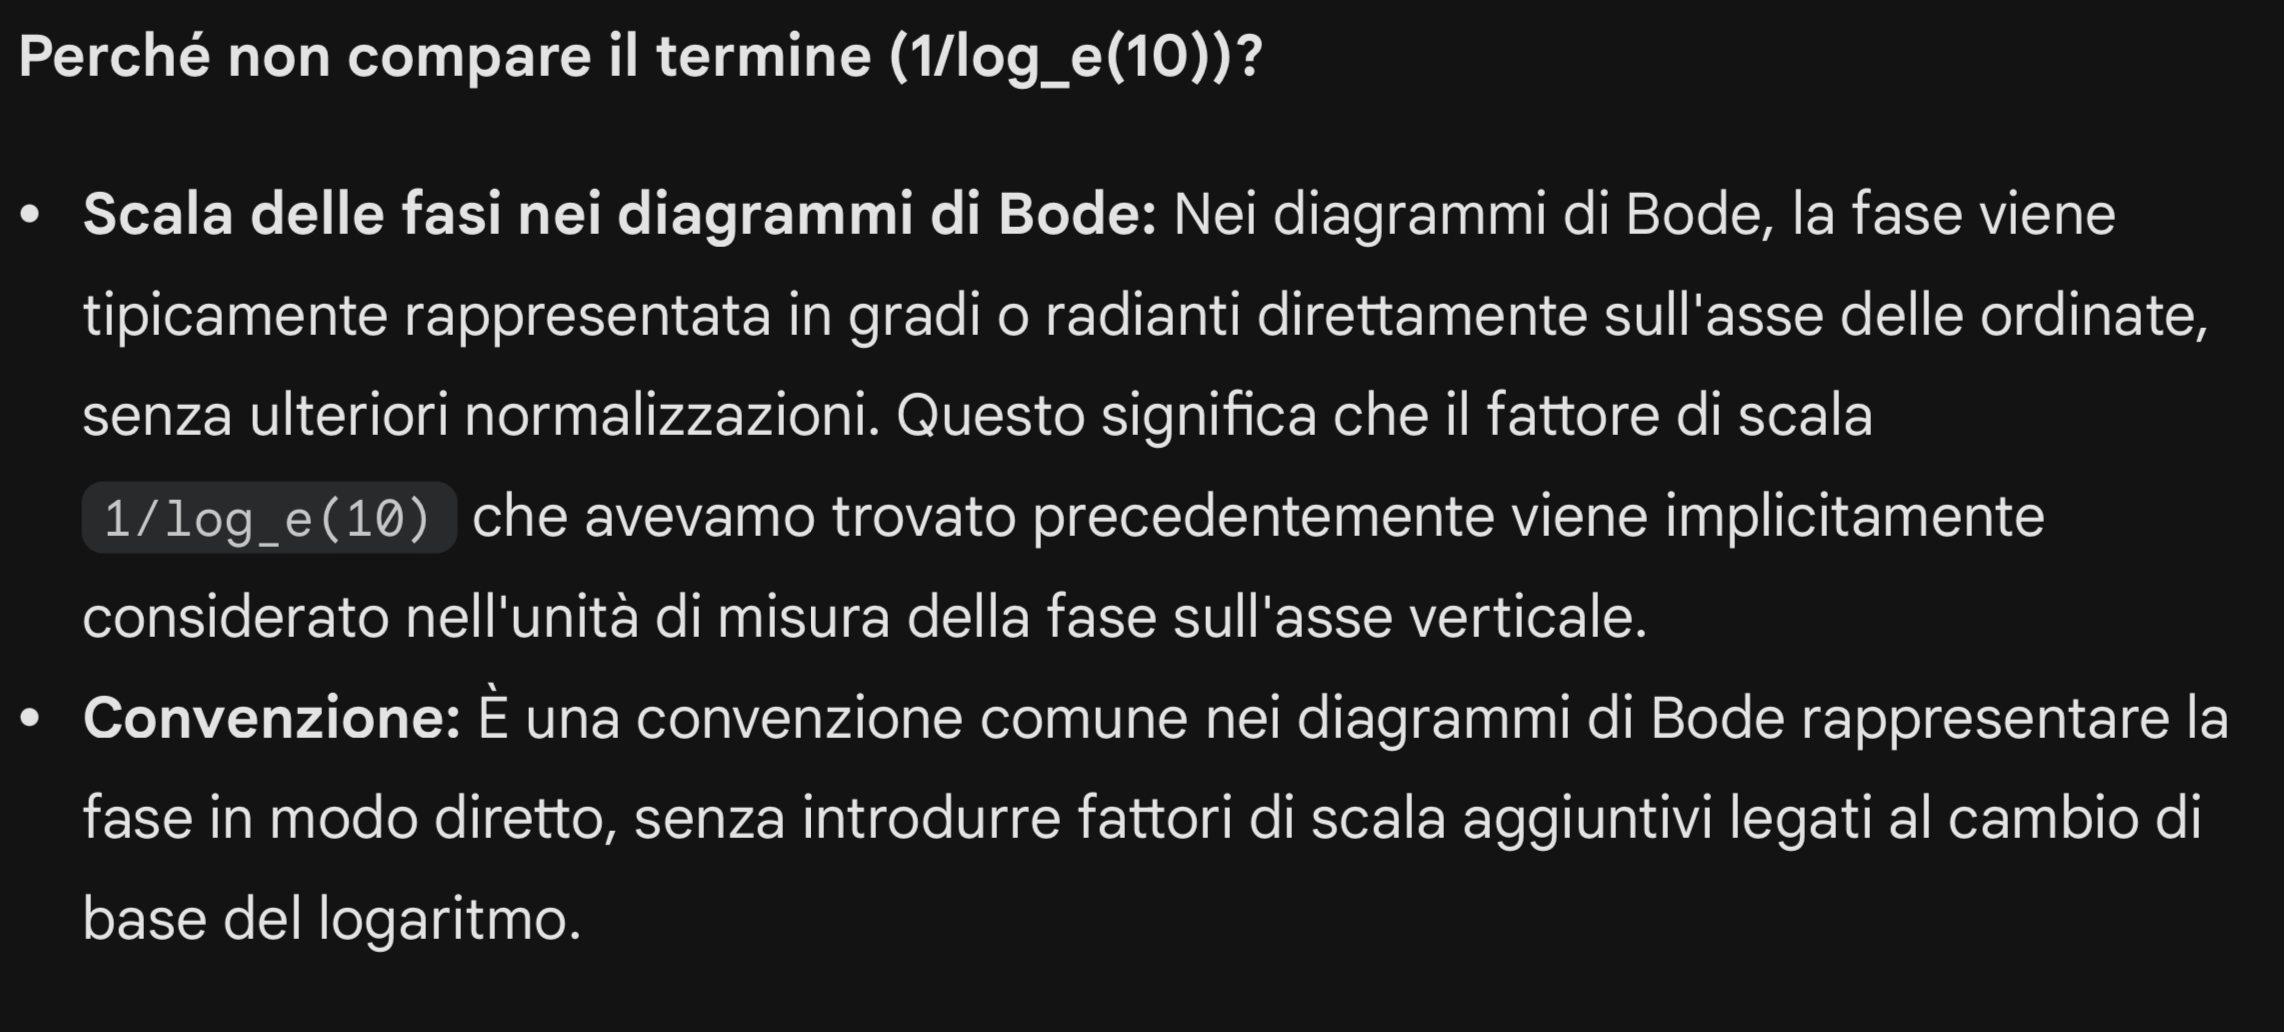 Perché non compare il termine (1/log_e(10))?
• Scala delle fasi nei diagrammi di Bode: Nei diagrammi di Bode, la fase viene
tipicamente rappresentata in gradi o radianti direttamente sull'asse delle ordinate,
senza ulteriori normalizzazioni. Questo significa che il fattore di scala
1/log_e(10) che avevamo trovato precedentemente viene implicitamente
considerato nell'unità di misura della fase sull'asse verticale.
• Convenzione: È una convenzione comune nei diagrammi di Bode rappresentare la
fase in modo diretto, senza introdurre fattori di scala aggiuntivi legati al cambio di
base del logaritmo.